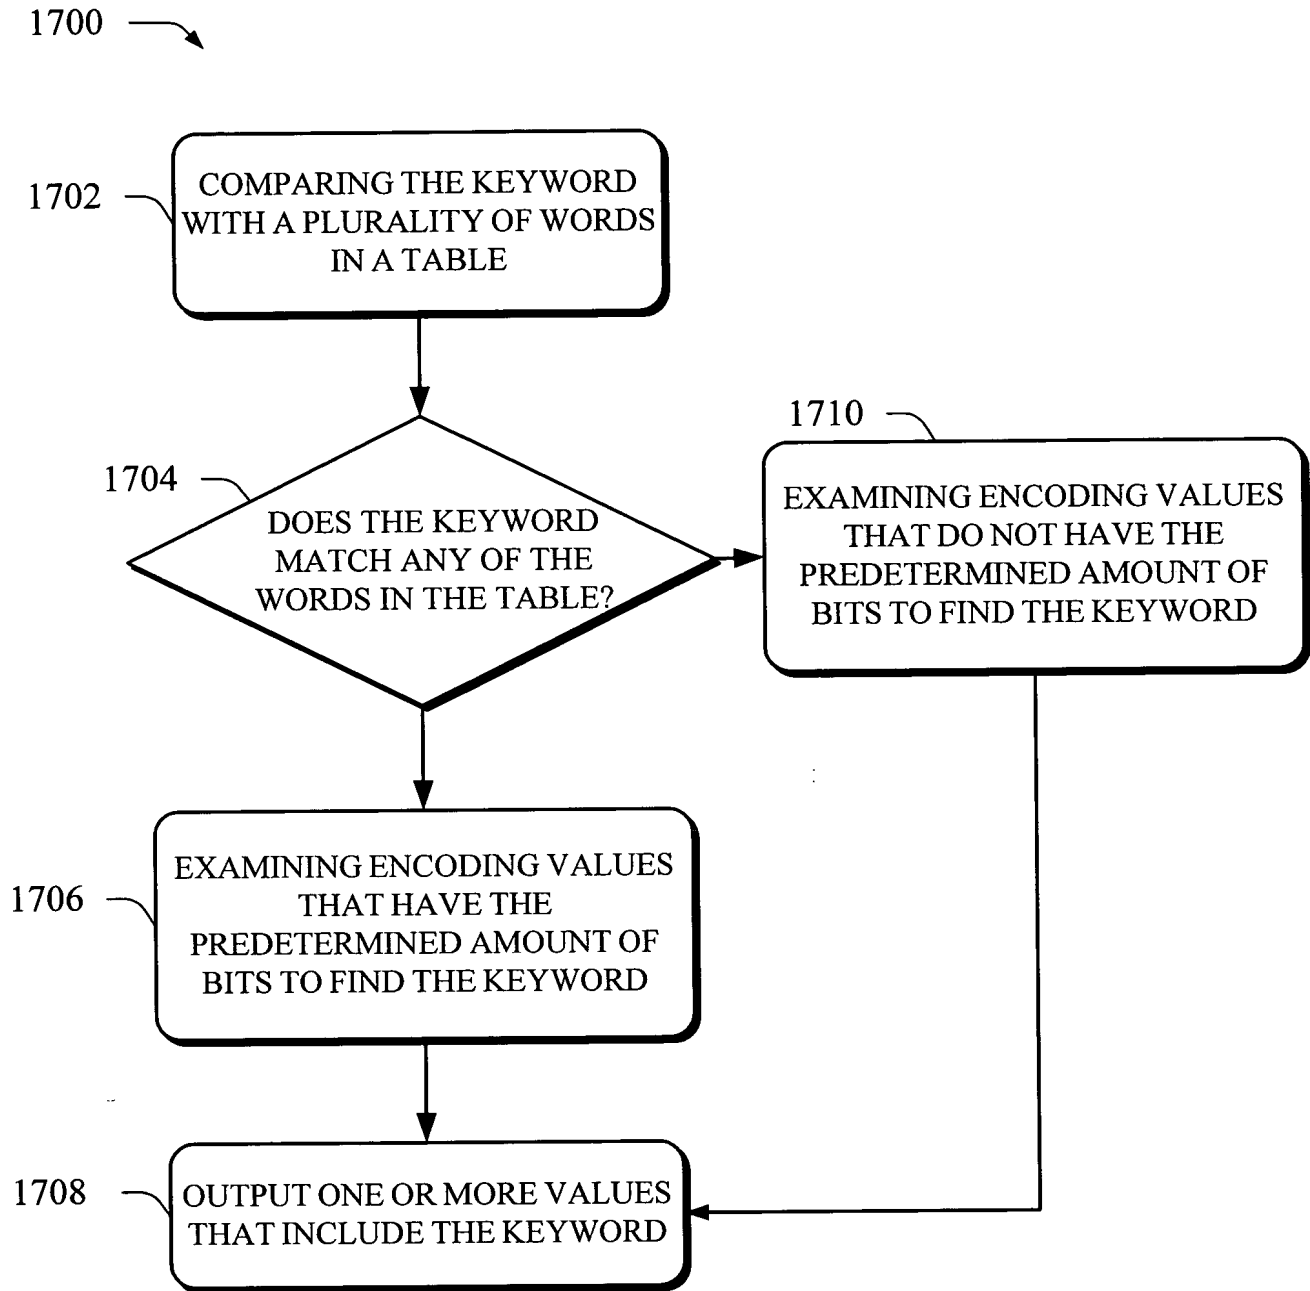 1700
1702
COMPARING THE KEYWORD
WITH A PLURALITY OF WORDS
IN A TABLE
1704
DOES THE KEYWORD
MATCH ANY OF THE
WORDS IN THE TABLE?
1710
EXAMINING ENCODING VALUES
THAT DO NOT HAVE THE
PREDETERMINED AMOUNT OF
BITS TO FIND THE KEYWORD
1706
EXAMINING ENCODING VALUES
THAT HAVE THE
PREDETERMINED AMOUNT OF
BITS TO FIND THE KEYWORD
1708
OUTPUT ONE OR MORE VALUES
THAT INCLUDE THE KEYWORD